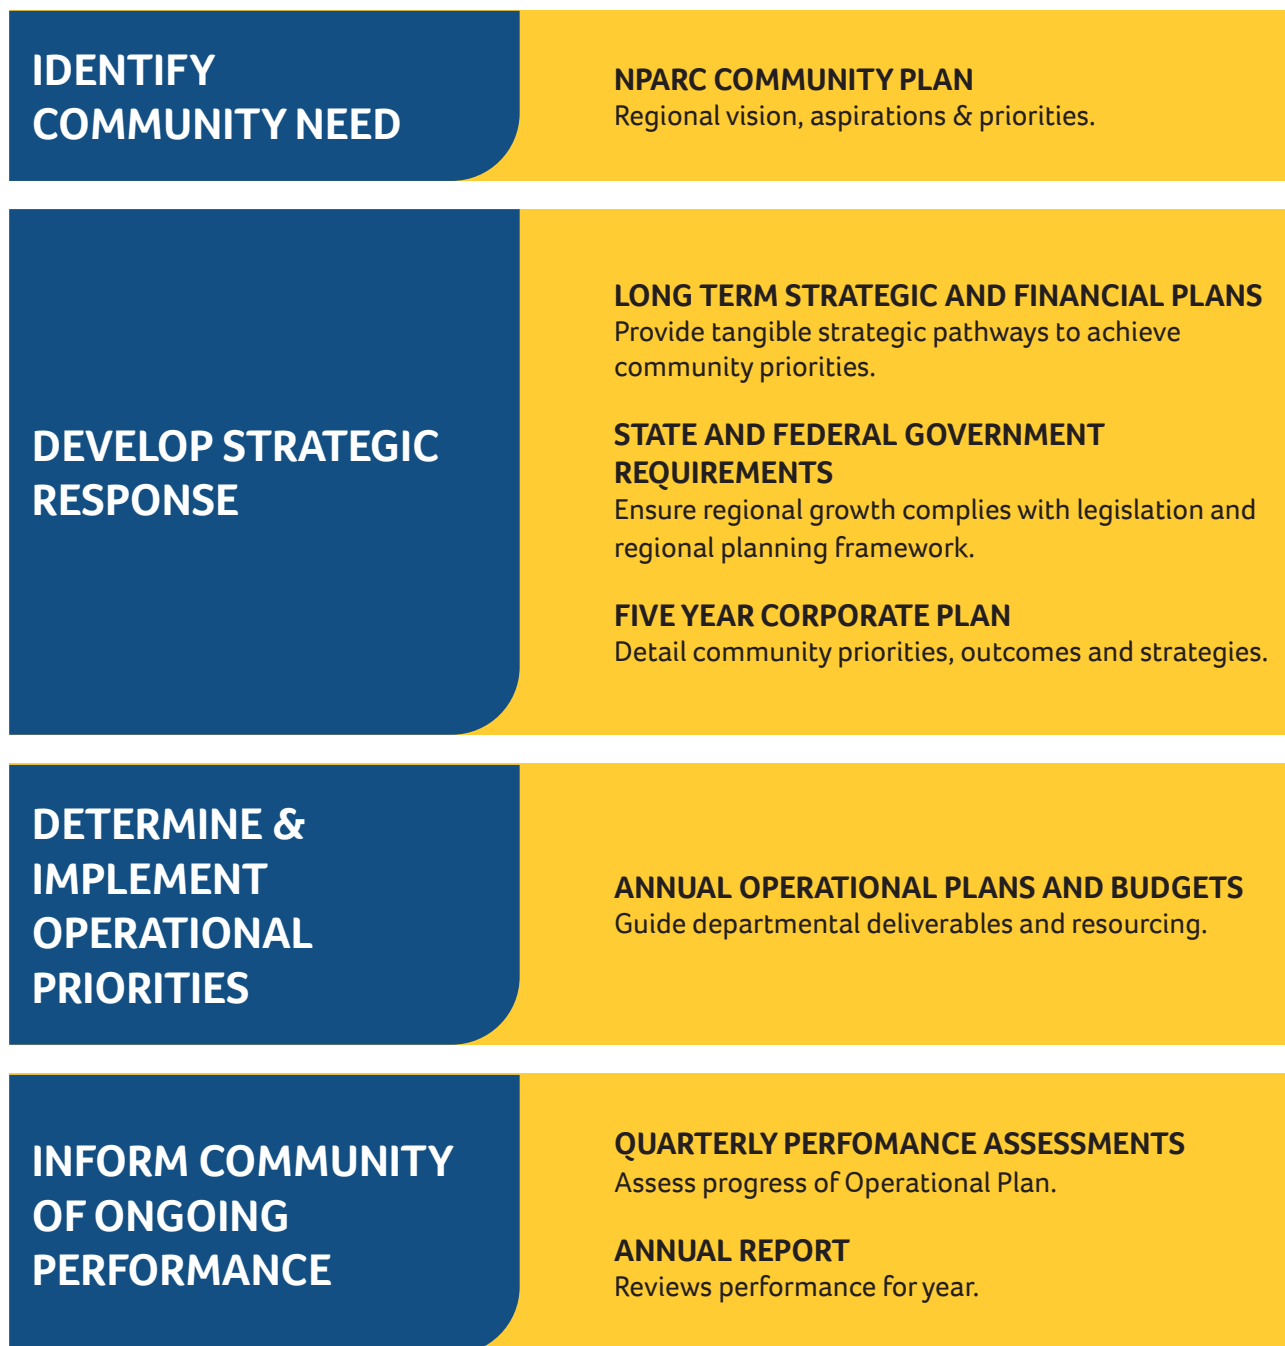 IDENTIFY
COMMUNITY NEED
NPARC COMMUNITY PLAN
Regional vision, aspirations & priorities.
DEVELOP STRATEGIC
RESPONSE
LONG TERM STRATEGIC AND FINANCIAL PLANS
Provide tangible strategic pathways to achieve
community priorities.
STATE AND FEDERAL GOVERNMENT
REQUIREMENTS
Ensure regional growth complies with legislation and
regional planning framework.
FIVE YEAR CORPORATE PLAN
Detail community priorities, outcomes and strategies.
DETERMINE &
IMPLEMENT
OPERATIONAL
PRIORITIES
ANNUAL OPERATIONAL PLANS AND BUDGETS
Guide departmental deliverables and resourcing.
INFORM COMMUNITY
OF ONGOING
PERFORMANCE
QUARTERLY PERFOMANCE ASSESSMENTS
Assess progress of Operational Plan.
ANNUAL REPORT
Reviews performance for year.